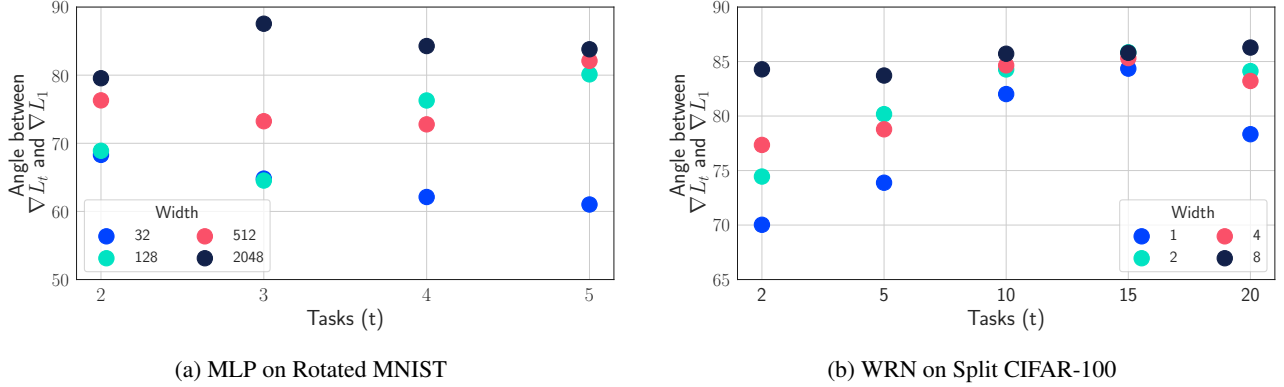 90
80
70
60
50
Angle between
∇L_t and ∇L_1
Width
32
512
128
2048
2
3
4
5
Tasks (t)
(a) MLP on Rotated MNIST
90
85
80
75
70
65
Angle between
∇L_t and ∇L_1
Width
1
4
2
8
2
5
10
15
20
Tasks (t)
(b) WRN on Split CIFAR-100